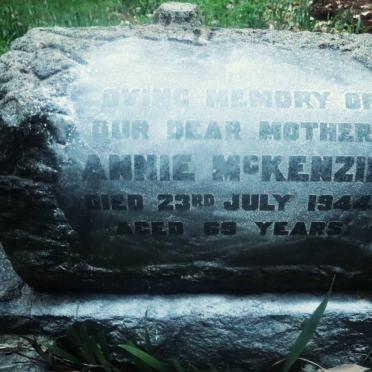 LOVING MEMORY OF
OUR DEAR MOTHER
ANNIE McKENZIE
DIED 23RD JULY 1944
AGED 69 YEARS